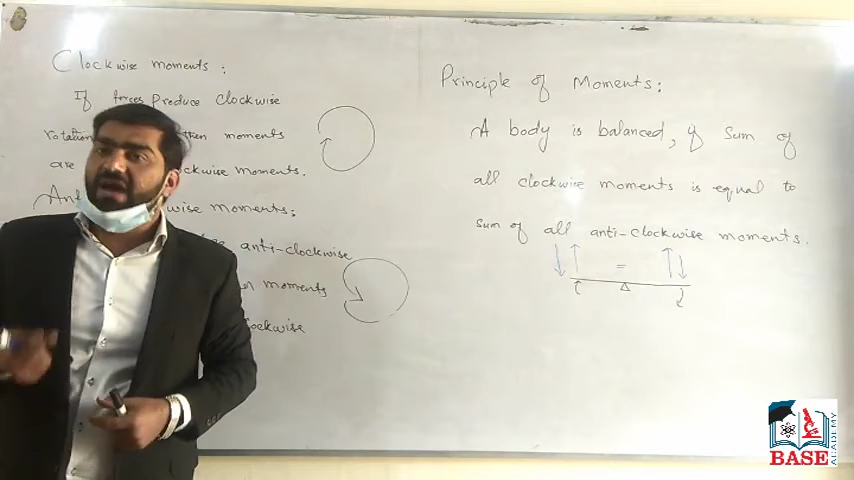 Clockwise moments :
If forces Produce clockwise
rotation then moments
are ckwise moments.
Ant wise moments:
anti-clockwise
moments
ockwise
Principle of Moments:
A body is balanced, if sum of
all clockwise moments is equal to
sum of all anti-clockwise moments.
=
BASE
ACADEMY